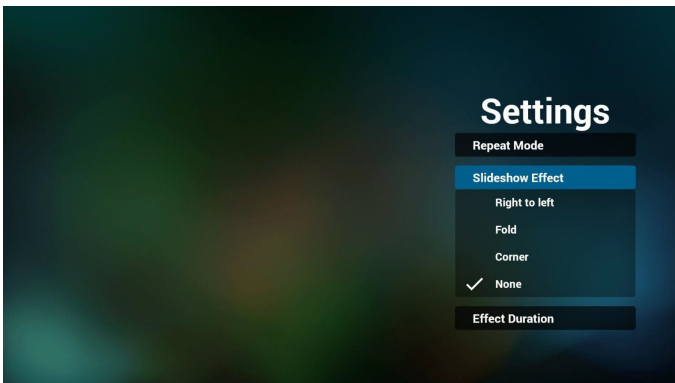 Settings
Repeat Mode
Slideshow Effect
Right to left
Fold
Corner
None
Effect Duration